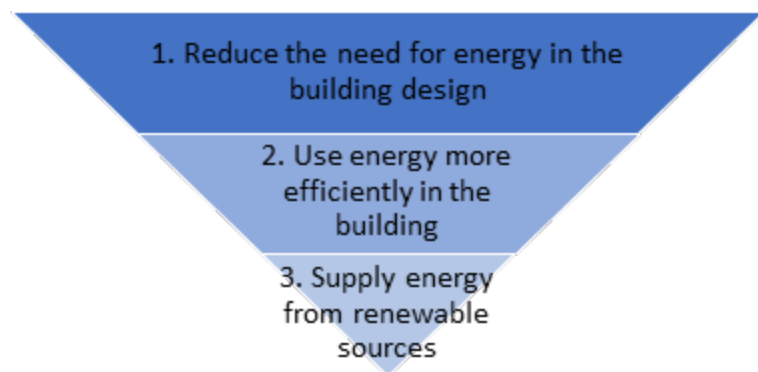 1. Reduce the need for energy in the
building design
2. Use energy more
efficiently in the
building
3. Supply energy
from renewable
sources